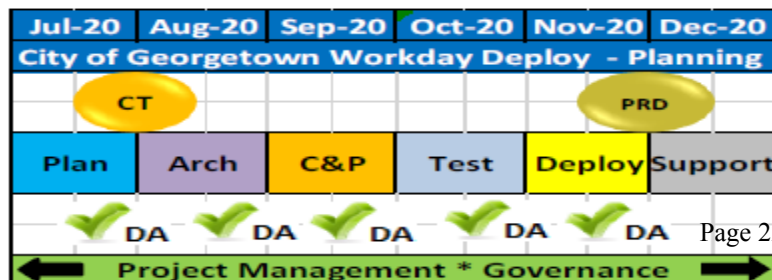 Jul-20 Aug-20 Sep-20 Oct-20 Nov-20 Dec-20
City of Georgetown Workday Deploy - Planning
CT PRD
Plan Arch C&P Test Deploy Support
DA DA DA DA DA Page 2
Project Management * Governance